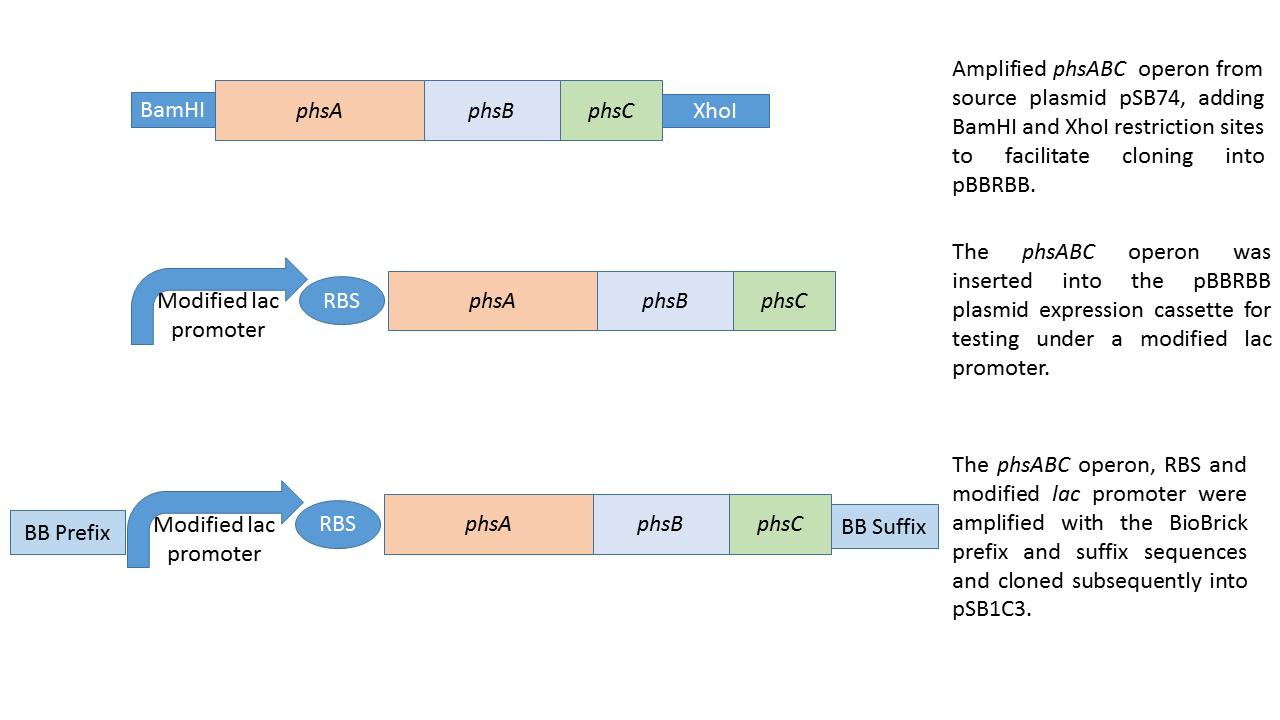 BamHI
phsA
phsB
phsC
XhoI
Amplified phsABC operon from
source plasmid pSB74, adding
BamHI and XhoI restriction sites
to facilitate cloning into
pBBRBB.
Modified lac
promoter
RBS
phsA
phsB
phsC
The phsABC operon was
inserted into the pBBRBB
plasmid expression cassette for
testing under a modified lac
promoter.
BB Prefix
Modified lac
promoter
RBS
phsA
phsB
phsC
BB Suffix
The phsABC operon, RBS and
modified lac promoter were
amplified with the BioBrick
prefix and suffix sequences
and cloned subsequently into
pSB1C3.